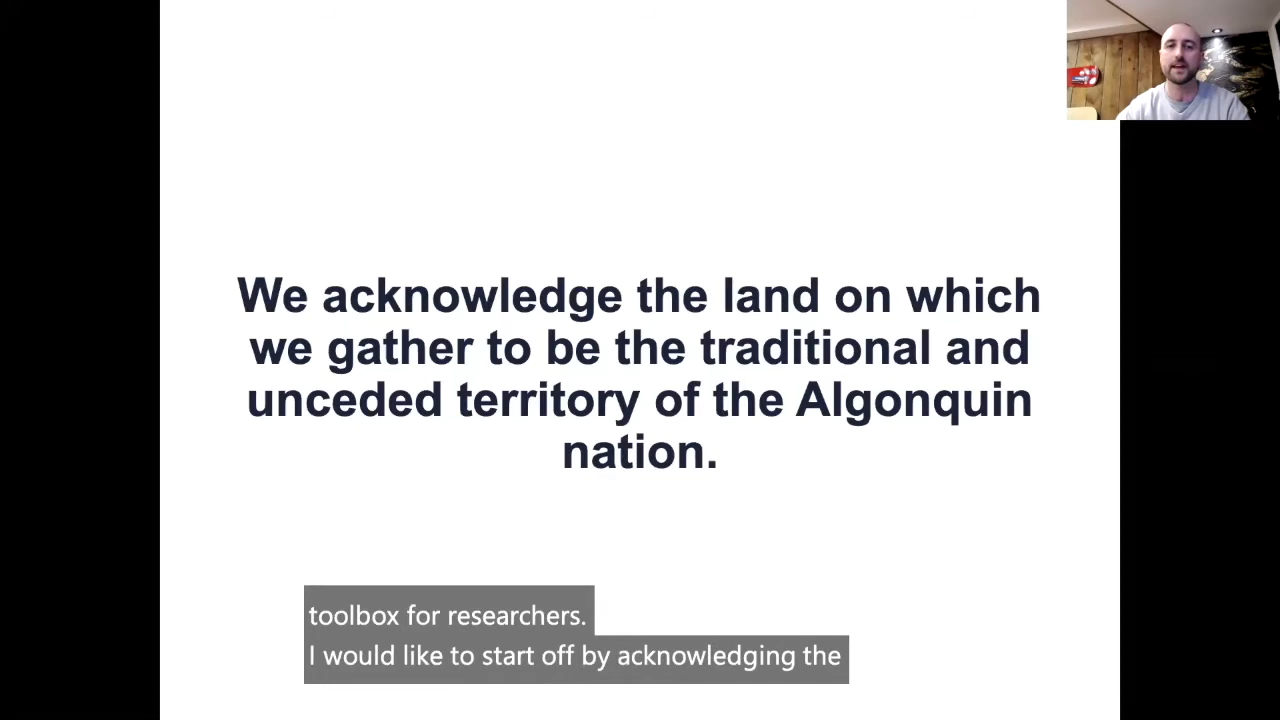 We acknowledge the land on which
we gather to be the traditional and
unceded territory of the Algonquin
nation.
toolbox for researchers.
I would like to start off by acknowledging the